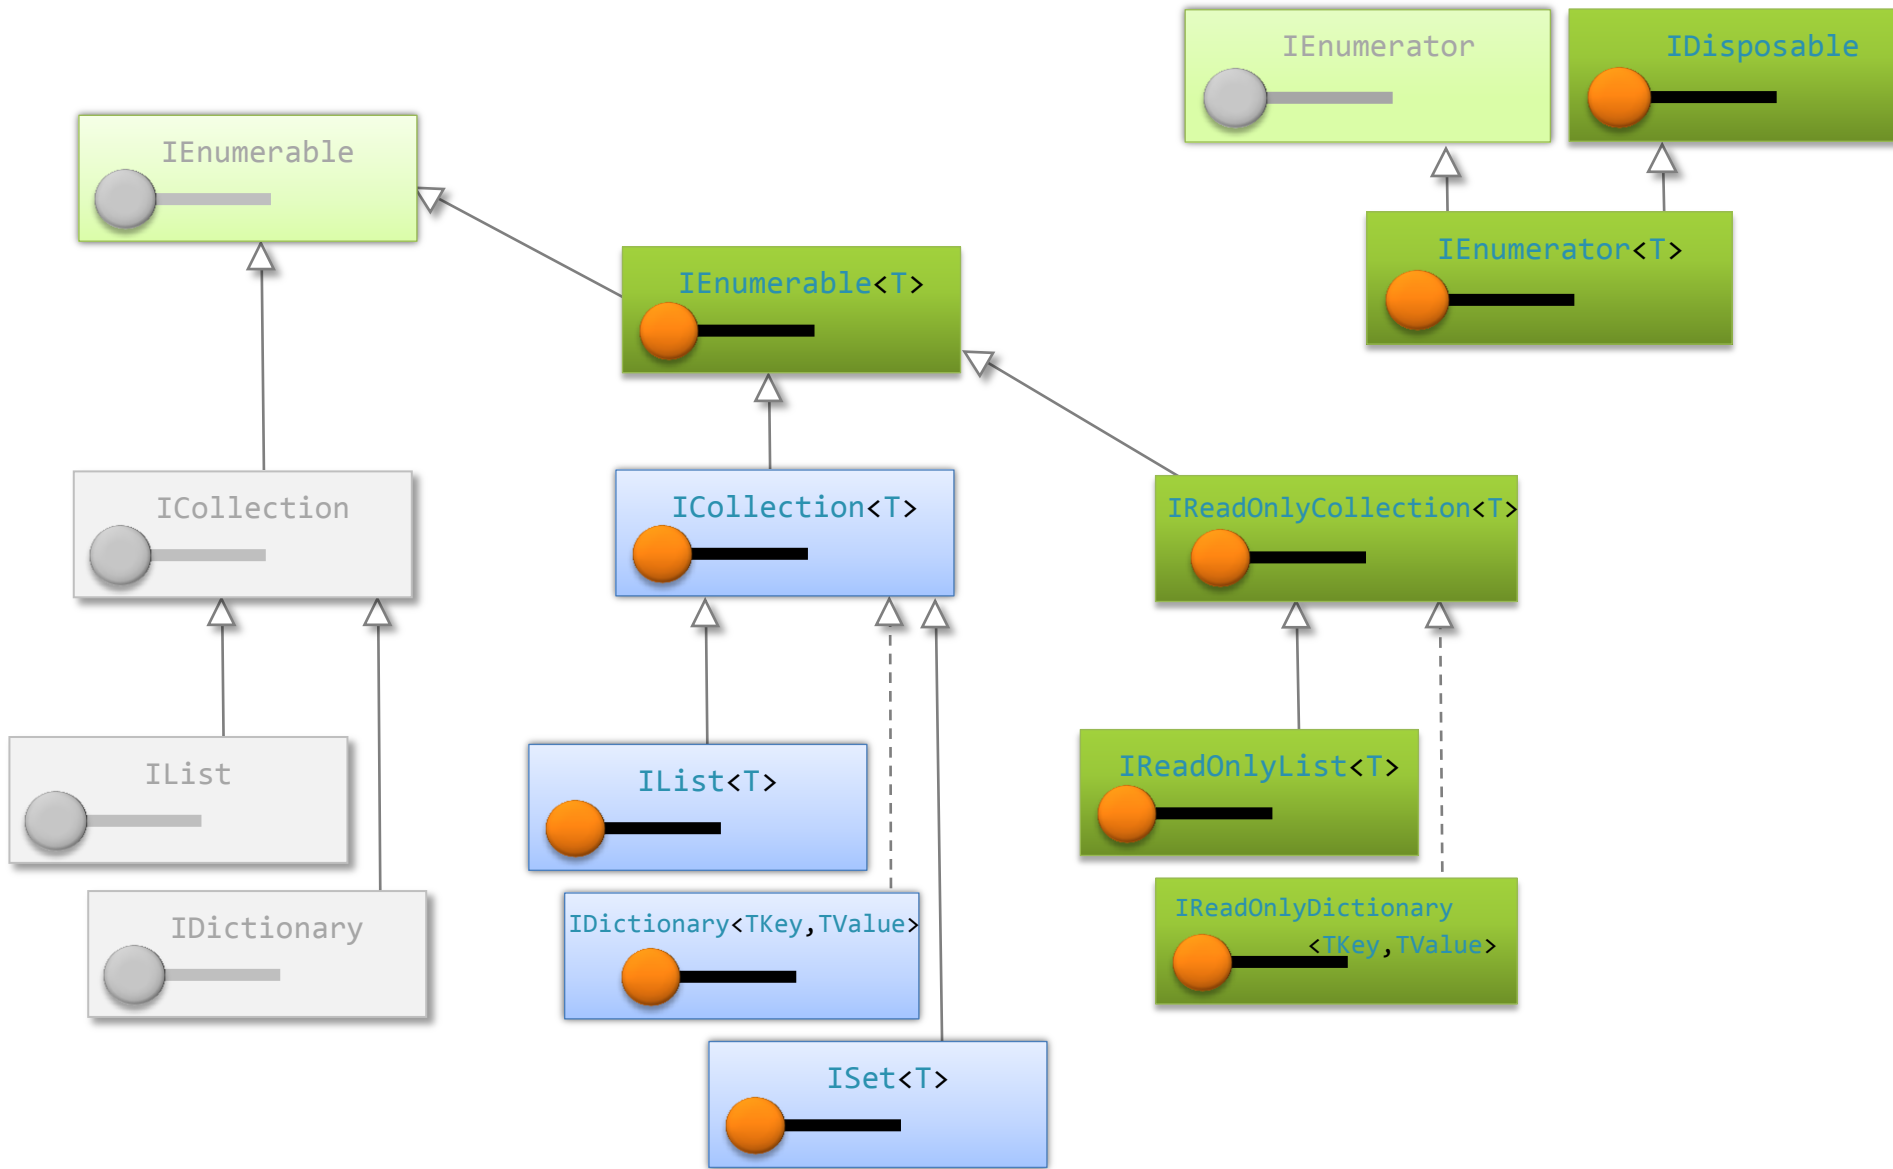 IEnumerator
IDisposable
IEnumerable
IEnumerator<T>
IEnumerable<T>
ICollection
ICollection<T>
IReadOnlyCollection<T>
IList
IList<T>
IReadOnlyList<T>
IDictionary
IDictionary<TKey,TValue>
IReadOnlyDictionary
<TKey,TValue>
ISet<T>